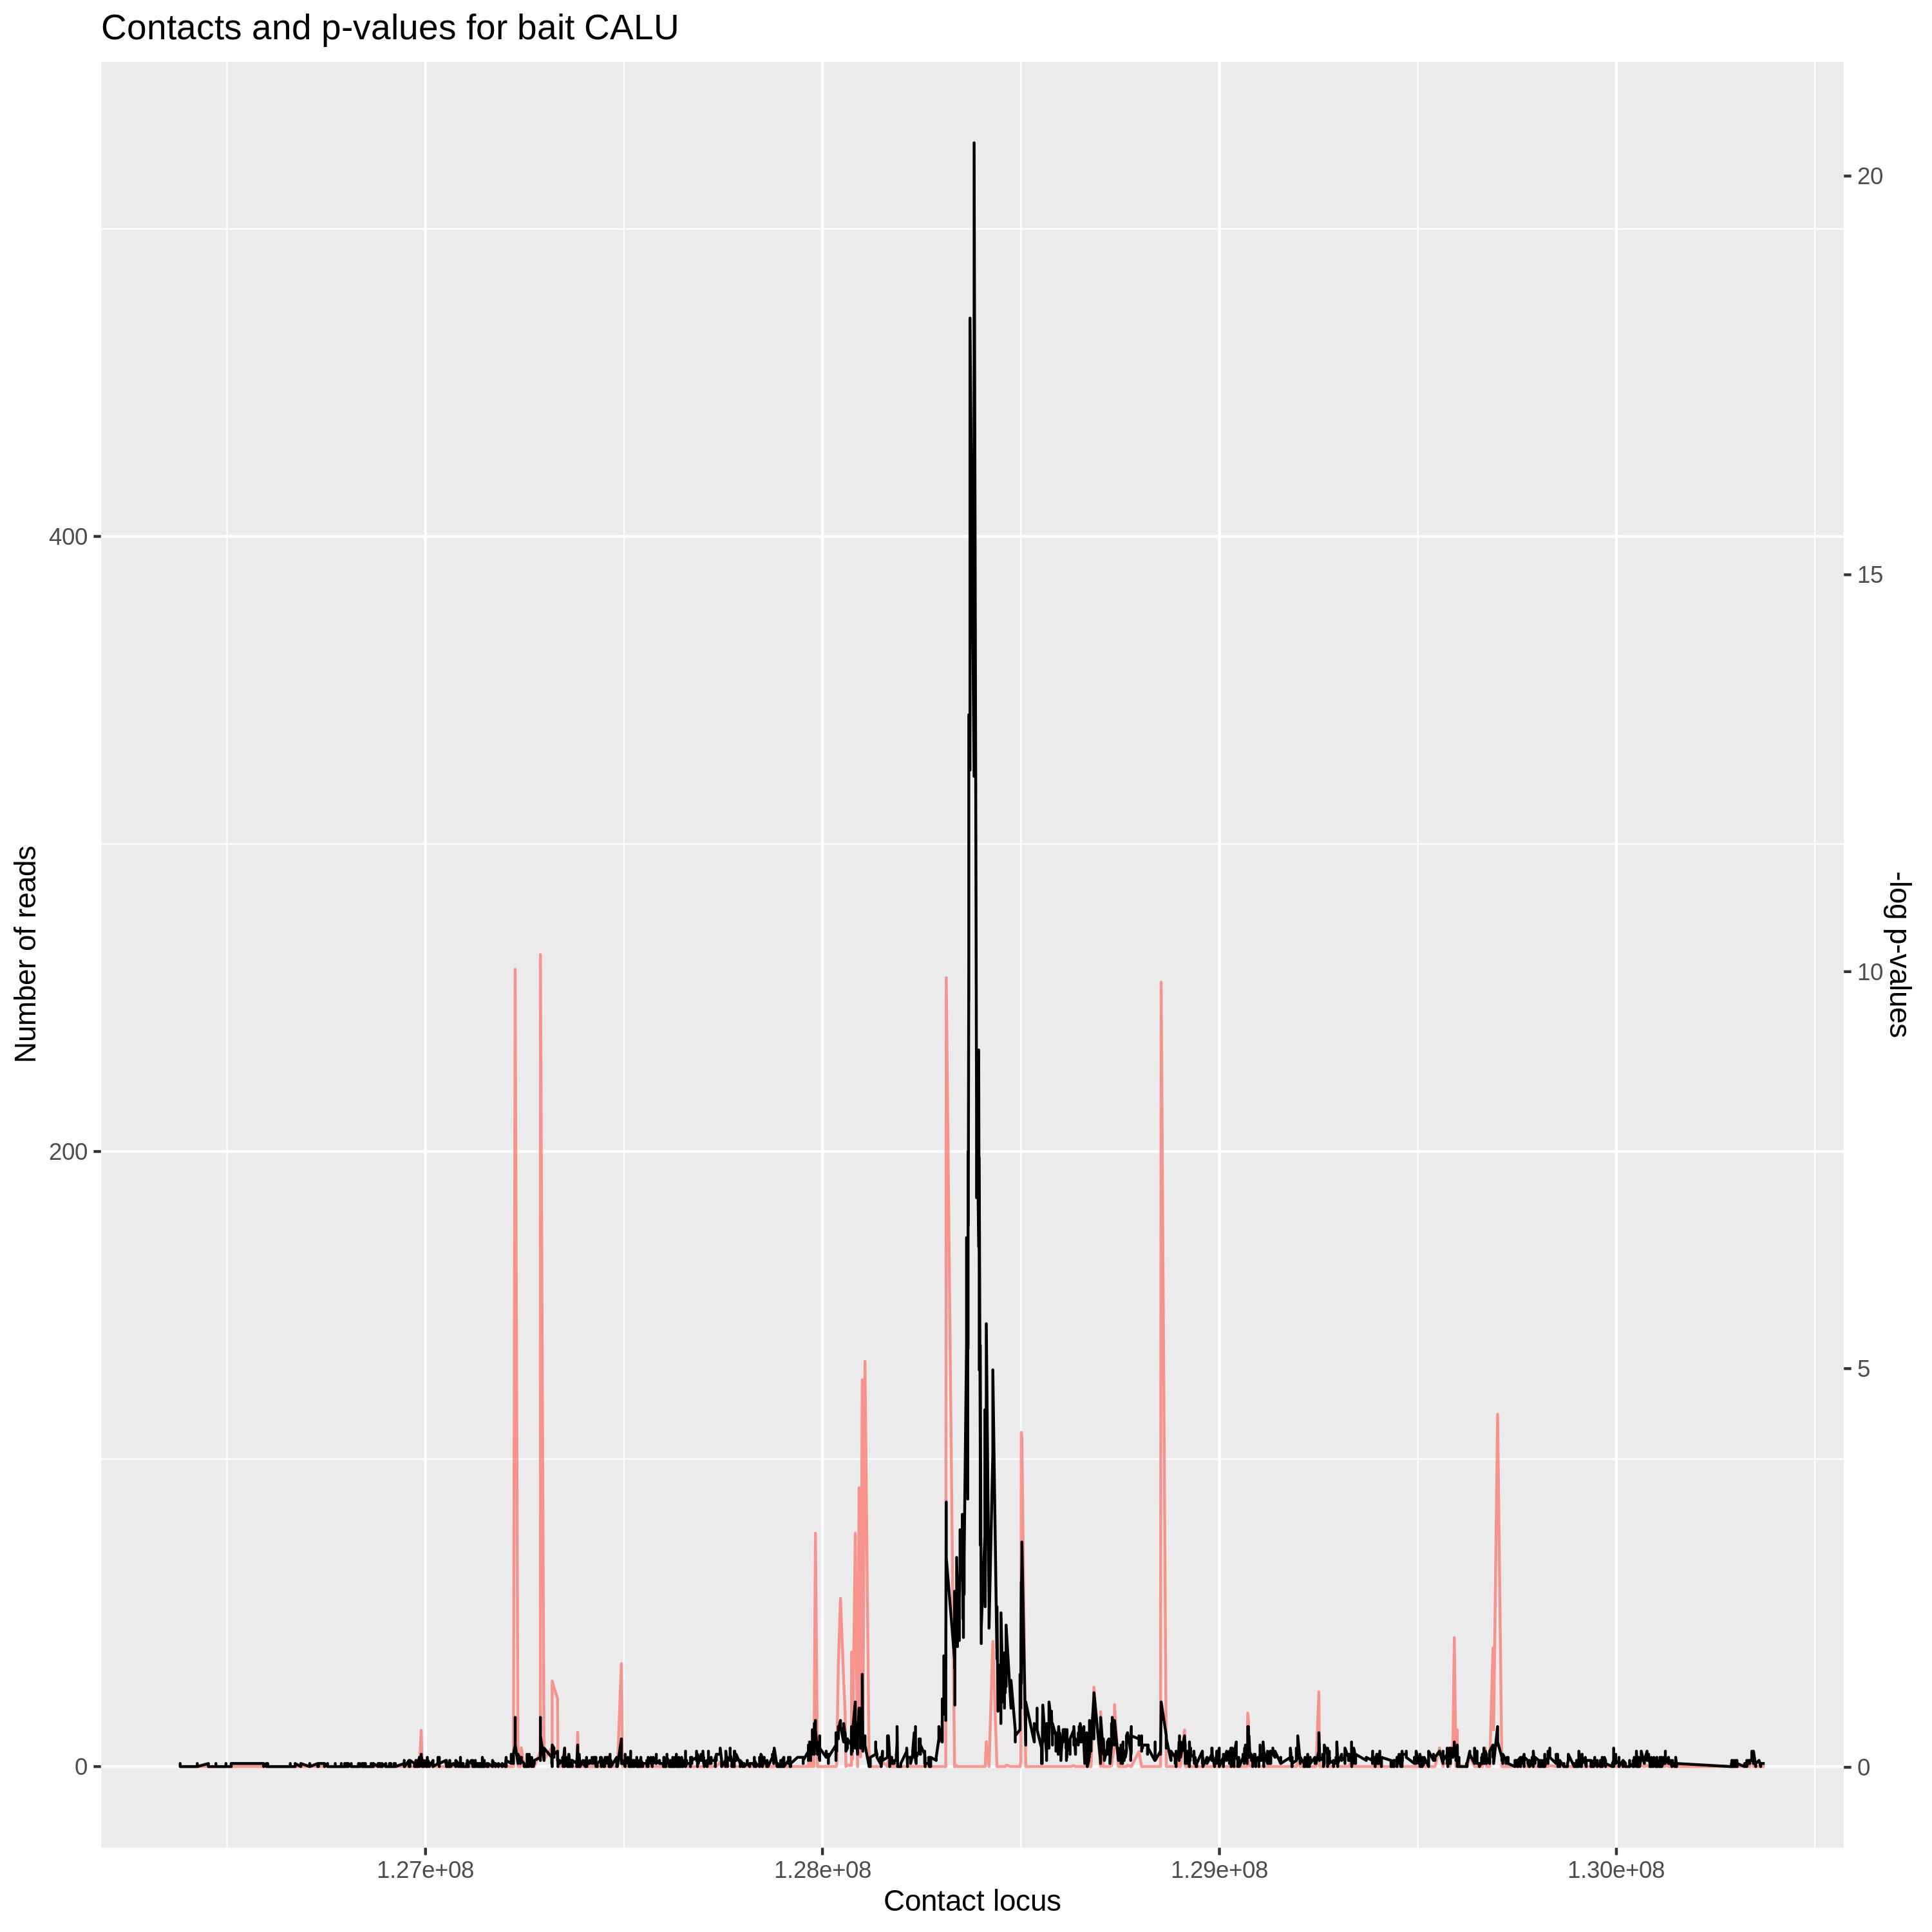 Contacts and p-values for bait CALU
Number of reads
400
200
0
20
15
10
5
0
-log p-values
1.27e+08
1.28e+08
1.29e+08
1.30e+08
Contact locus